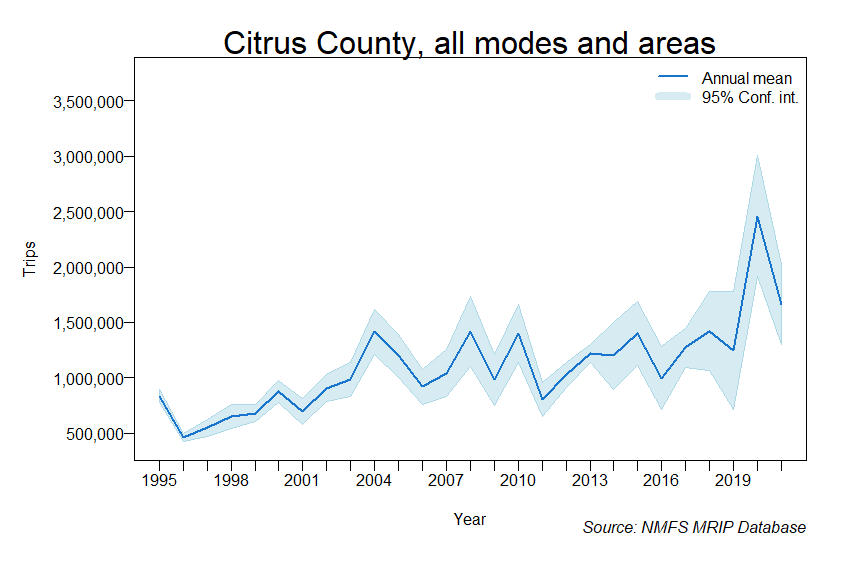 Citrus County, all modes and areas
Annual mean
95% Conf. int.
3,500,000
3,000,000
2,500,000
2,000,000
1,500,000
1,000,000
500,000
Trips
1995 1998 2001 2004 2007 2010 2013 2016 2019
Year
Source: NMFS MRIP Database